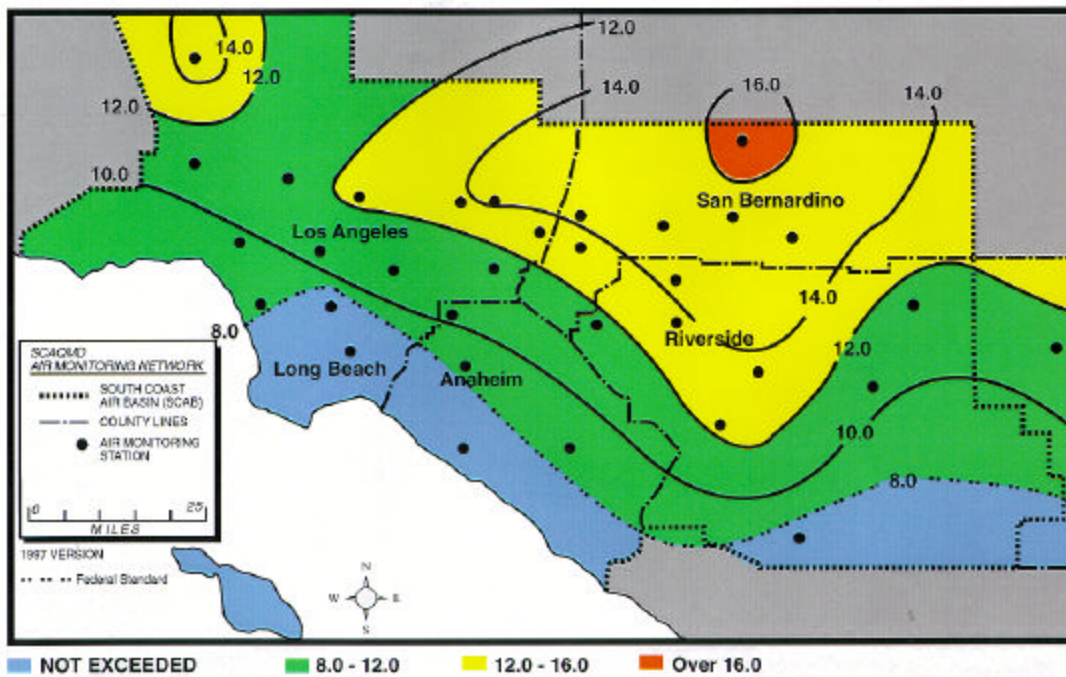 12.0
14.0
12.0
14.0
16.0
14.0
12.0
10.0
San Bernardino
Los Angeles
14.0
8.0
Riverside
12.0
Long Beach
Anaheim
10.0
8.0
SCAQMD
AIR MONITORING NETWORK
SOUTH COAST
AIR BASIN (SCAB)
COUNTY LINES
AIR MONITORING
STATION
0 25
MILES
1997 VERSION
Federal Standard
N
W E
S
NOT EXCEEDED 8.0 - 12.0 12.0 - 16.0 Over 16.0